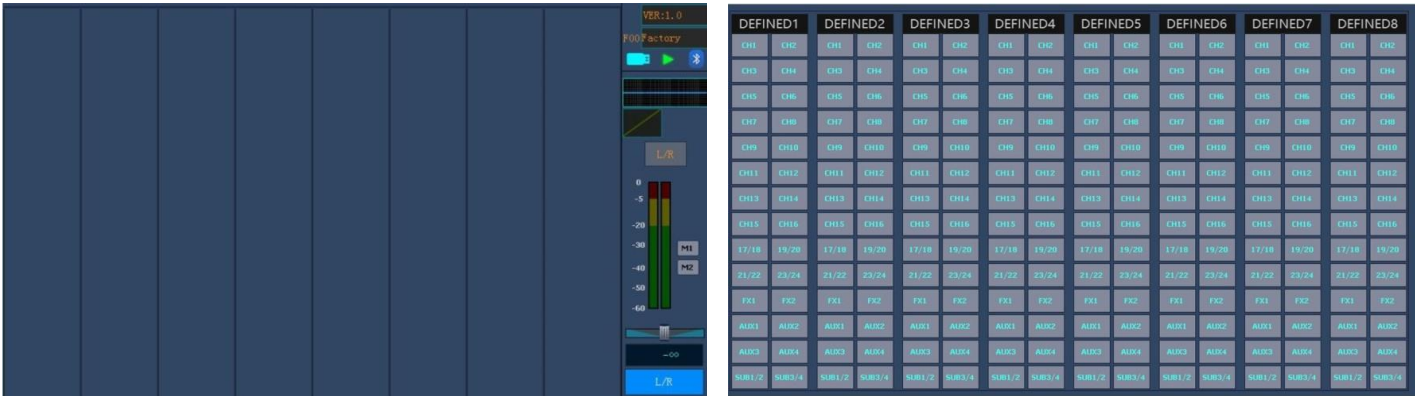 VER:1.0
F00Factory
L/R
0
-5
-20
-30 M1
-40 M2
-50
-60
-∞
L/R
DEFINED1 DEFINED2 DEFINED3 DEFINED4 DEFINED5 DEFINED6 DEFINED7 DEFINED8
CH1 CH2 CH1 CH2 CH1 CH2 CH1 CH2 CH1 CH2 CH1 CH2 CH1 CH2 CH1 CH2
CH3 CH4 CH3 CH4 CH3 CH4 CH3 CH4 CH3 CH4 CH3 CH4 CH3 CH4 CH3 CH4
CH5 CH6 CH5 CH6 CH5 CH6 CH5 CH6 CH5 CH6 CH5 CH6 CH5 CH6 CH5 CH6
CH7 CH8 CH7 CH8 CH7 CH8 CH7 CH8 CH7 CH8 CH7 CH8 CH7 CH8 CH7 CH8
CH9 CH10 CH9 CH10 CH9 CH10 CH9 CH10 CH9 CH10 CH9 CH10 CH9 CH10 CH9 CH10
CH11 CH12 CH11 CH12 CH11 CH12 CH11 CH12 CH11 CH12 CH11 CH12 CH11 CH12 CH11 CH12
CH13 CH14 CH13 CH14 CH13 CH14 CH13 CH14 CH13 CH14 CH13 CH14 CH13 CH14 CH13 CH14
CH15 CH16 CH15 CH16 CH15 CH16 CH15 CH16 CH15 CH16 CH15 CH16 CH15 CH16 CH15 CH16
17/18 19/20 17/18 19/20 17/18 19/20 17/18 19/20 17/18 19/20 17/18 19/20 17/18 19/20 17/18 19/20
21/22 23/24 21/22 23/24 21/22 23/24 21/22 23/24 21/22 23/24 21/22 23/24 21/22 23/24 21/22 23/24
FX1 FX2 FX1 FX2 FX1 FX2 FX1 FX2 FX1 FX2 FX1 FX2 FX1 FX2 FX1 FX2
AUX1 AUX2 AUX1 AUX2 AUX1 AUX2 AUX1 AUX2 AUX1 AUX2 AUX1 AUX2 AUX1 AUX2 AUX1 AUX2
AUX3 AUX4 AUX3 AUX4 AUX3 AUX4 AUX3 AUX4 AUX3 AUX4 AUX3 AUX4 AUX3 AUX4 AUX3 AUX4
SUB1/2 SUB3/4 SUB1/2 SUB3/4 SUB1/2 SUB3/4 SUB1/2 SUB3/4 SUB1/2 SUB3/4 SUB1/2 SUB3/4 SUB1/2 SUB3/4 SUB1/2 SUB3/4